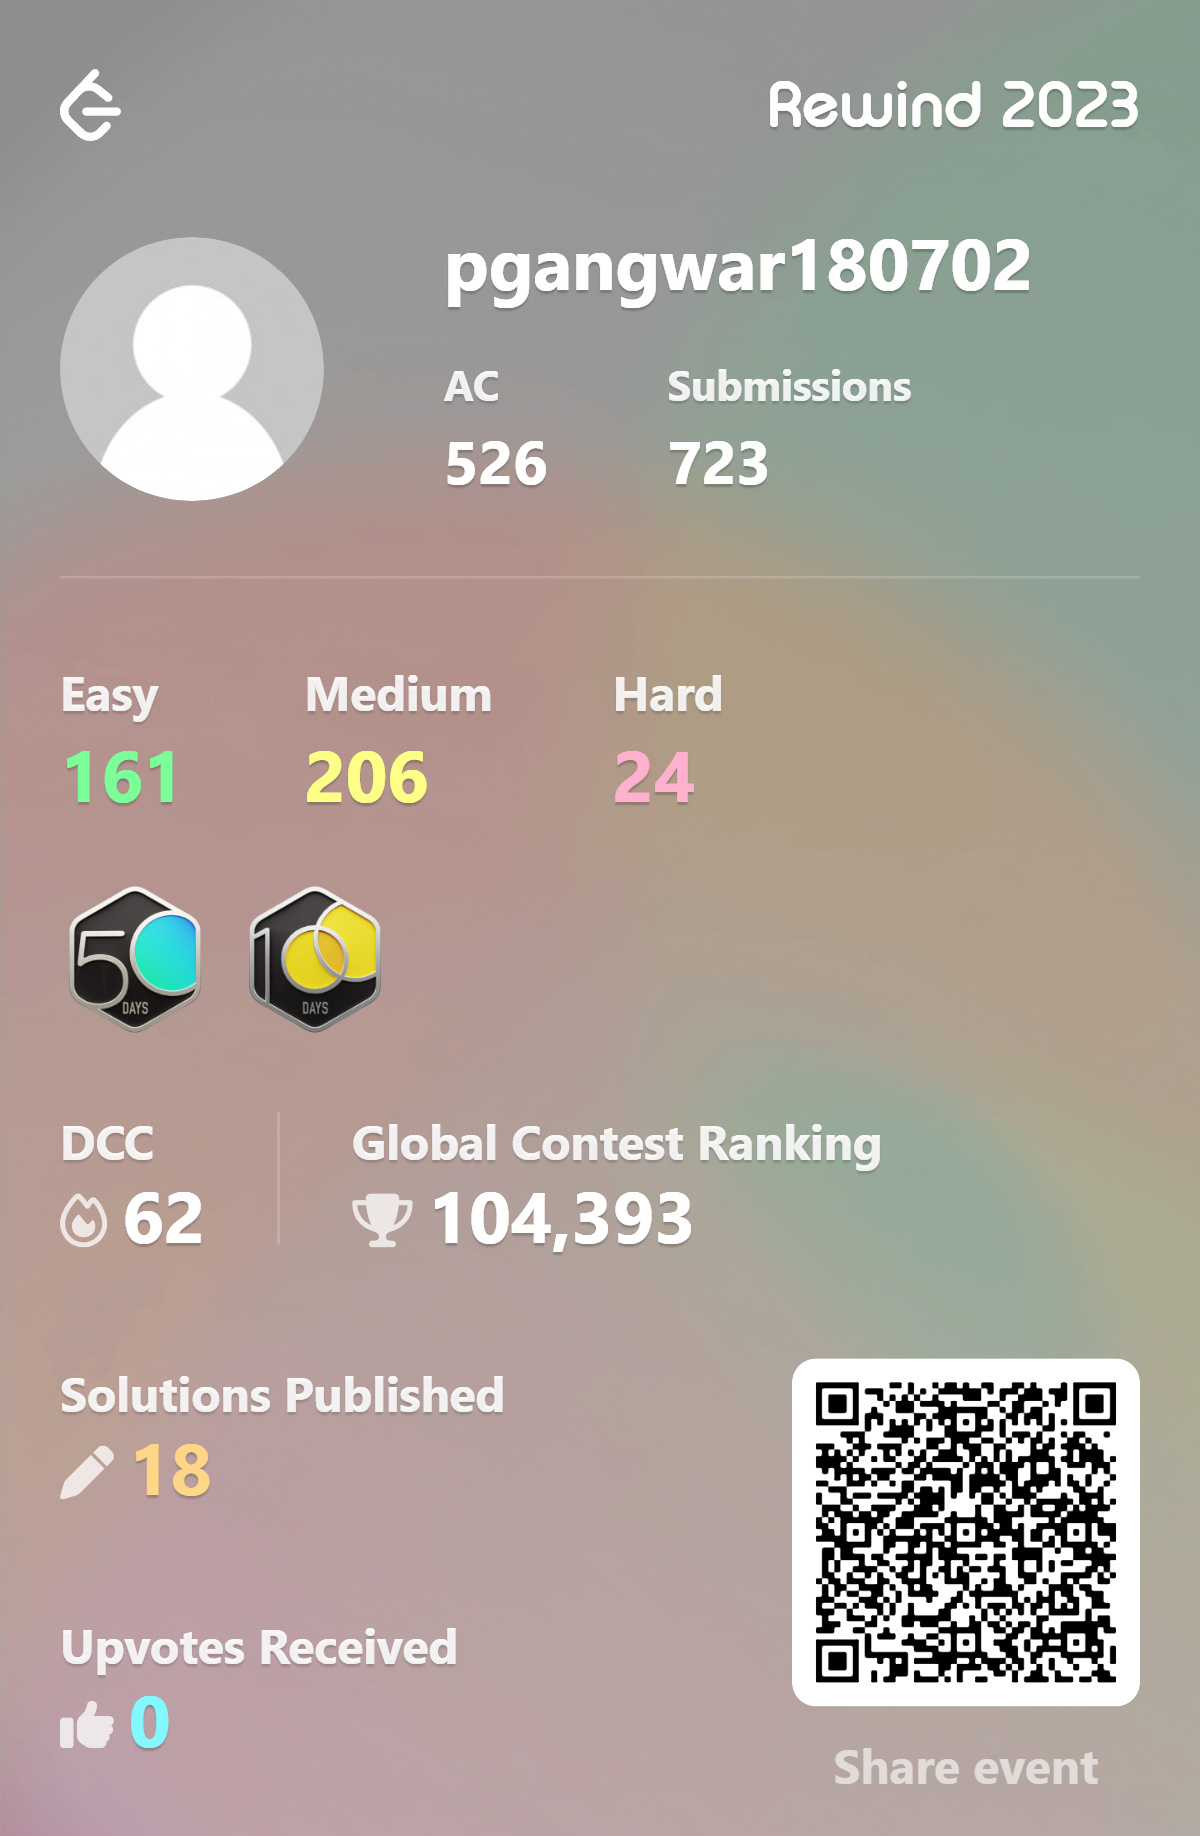 Rewind 2023
pgangwar180702
AC Submissions
526 723
Easy Medium Hard
161 206 24
50 100
DAYS DAYS
DCC Global Contest Ranking
62 104,393
Solutions Published
18
Upvotes Received
0
Share event